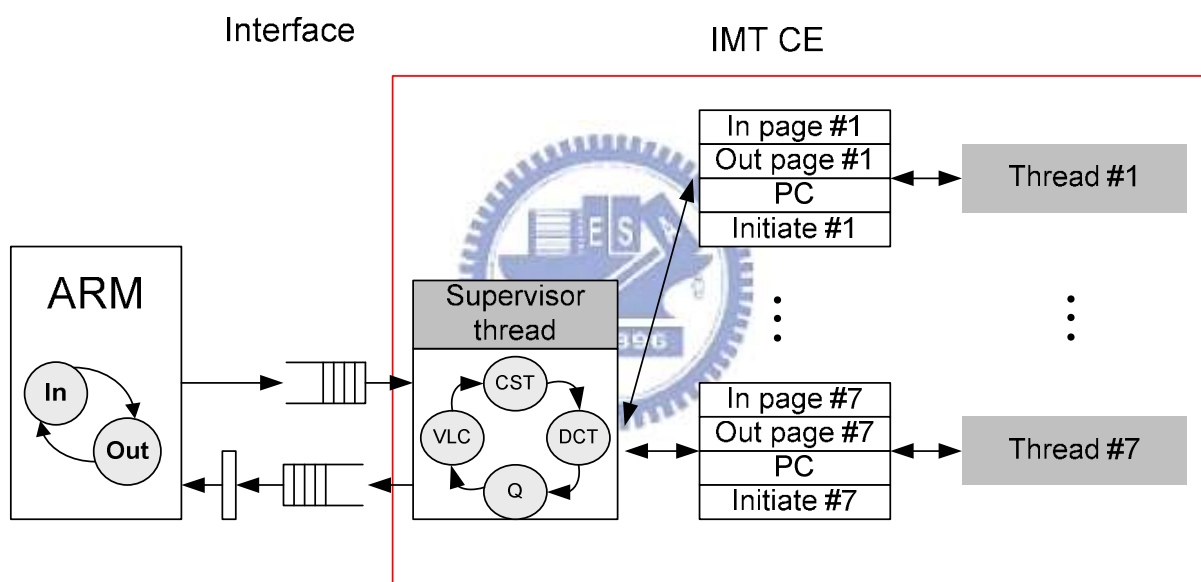 Interface
IMT CE
In page #1
Out page #1
PC
Initiate #1
Thread #1
ARM
In
Out
Supervisor
thread
CST
DCT
Q
VLC
In page #7
Out page #7
PC
Initiate #7
Thread #7
E S
1896